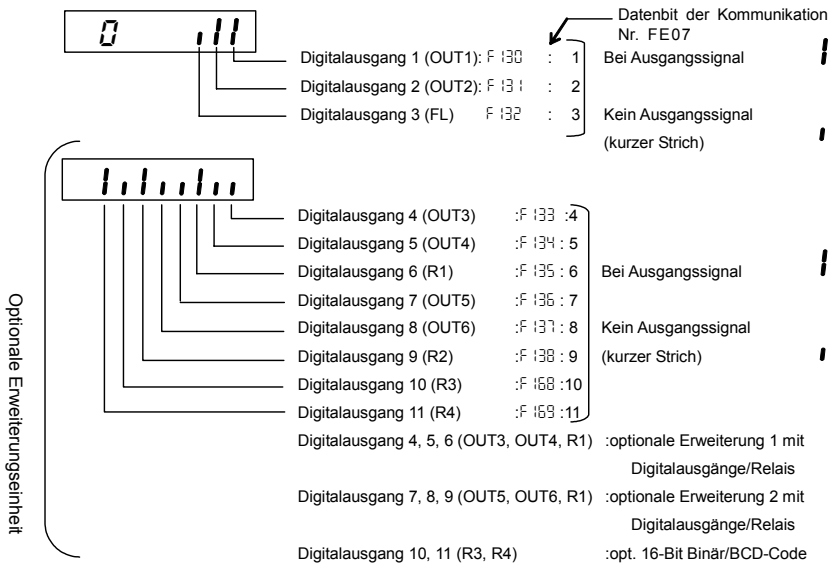 Datenbit der Kommunikation
Nr. FE07
0
Digitalausgang 1 (OUT1): F130 : 1 Bei Ausgangssignal
Digitalausgang 2 (OUT2): F131 : 2
Digitalausgang 3 (FL) F132 : 3 Kein Ausgangssignal
(kurzer Strich)
Optionale Erweiterungseinheit
Digitalausgang 4 (OUT3) :F133 :4
Digitalausgang 5 (OUT4) :F134 : 5
Digitalausgang 6 (R1) :F135 : 6 Bei Ausgangssignal
Digitalausgang 7 (OUT5) :F136 : 7
Digitalausgang 8 (OUT6) :F137 : 8 Kein Ausgangssignal
Digitalausgang 9 (R2) :F138 : 9 (kurzer Strich)
Digitalausgang 10 (R3) :F168 :10
Digitalausgang 11 (R4) :F169 :11
Digitalausgang 4, 5, 6 (OUT3, OUT4, R1) :optionale Erweiterung 1 mit
Digitalausgänge/Relais
Digitalausgang 7, 8, 9 (OUT5, OUT6, R1) :optionale Erweiterung 2 mit
Digitalausgänge/Relais
Digitalausgang 10, 11 (R3, R4) :opt. 16-Bit Binär/BCD-Code